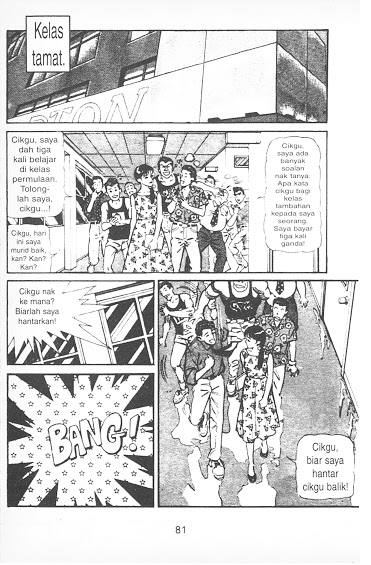 Kelas
tamat.
RTON
Cikgu, saya
dah tiga
kali belajar
di kelas
permulaan.
Tolong-
lah saya,
cikgu...!
Cikgu, hari
ini saya
murid baik,
kan? Kan?
Kan?
Cikgu,
saya ada
banyak
soalan
nak tanya.
Apa kata
cikgu bagi
kelas
tambahan
kepada saya
seorang.
Saya bayar
tiga kali
ganda!
Cikgu nak
ke mana?
Biarlah saya
hantarkan!
Cikgu,
biar saya
hantar
cikgu balik!
BANG!
81